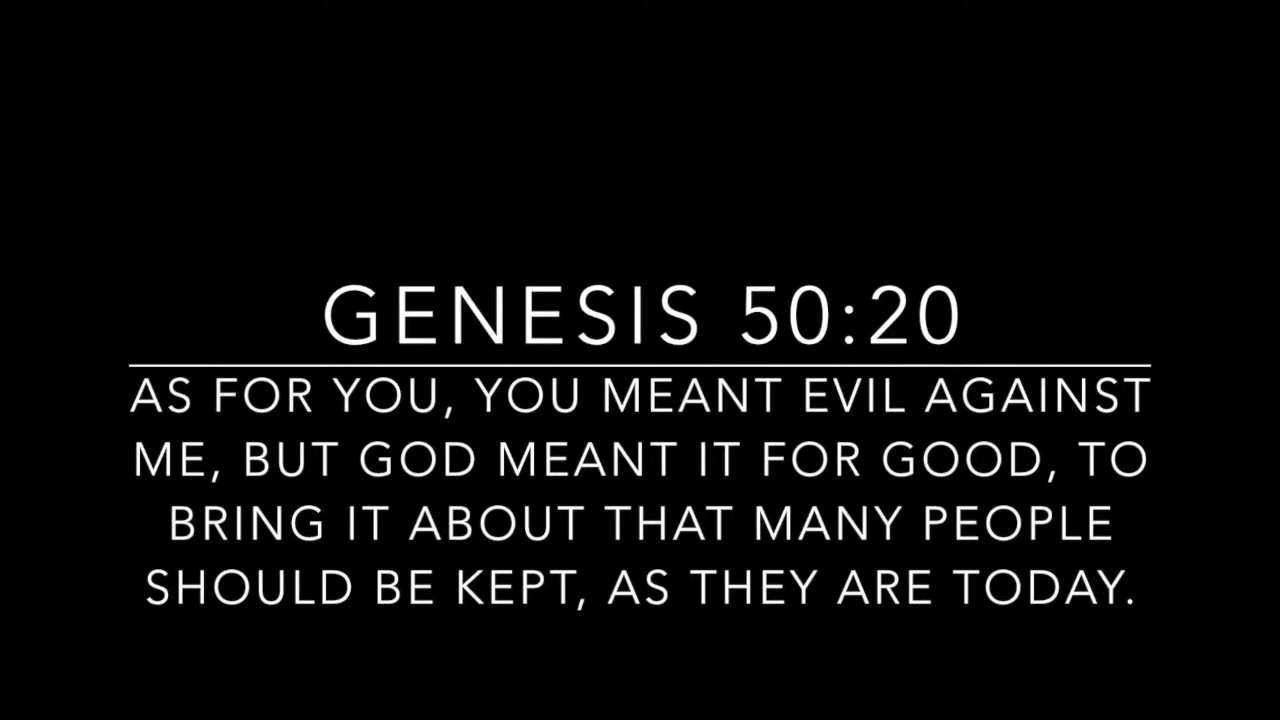 GENESIS 50:20
AS FOR YOU, YOU MEANT EVIL AGAINST
ME, BUT GOD MEANT IT FOR GOOD, TO
BRING IT ABOUT THAT MANY PEOPLE
SHOULD BE KEPT, AS THEY ARE TODAY.